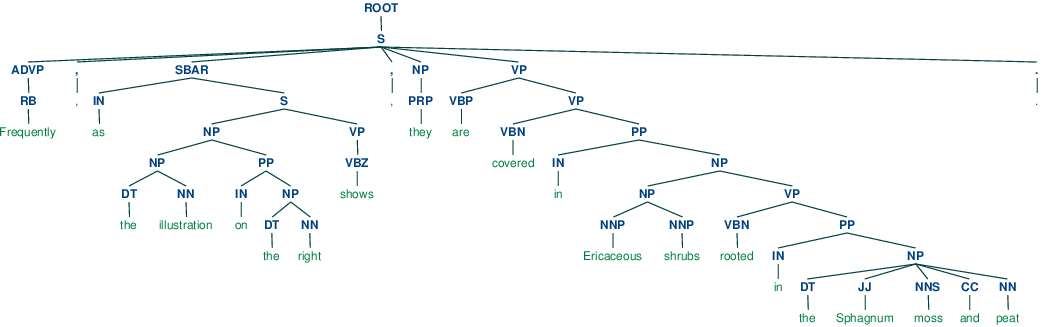 ROOT
S
ADVP , SBAR , NP VP .
RB , IN S , PRP VBP VP .
Frequently as NP VP they are VBN PP
NP PP VBZ covered IN NP
DT NN IN NP shows in NP VP
the illustration on DT NN NNP NNP VBN PP
the right Ericaceous shrubs rooted IN NP
in DT JJ NNS CC NN
the Sphagnum moss and peat